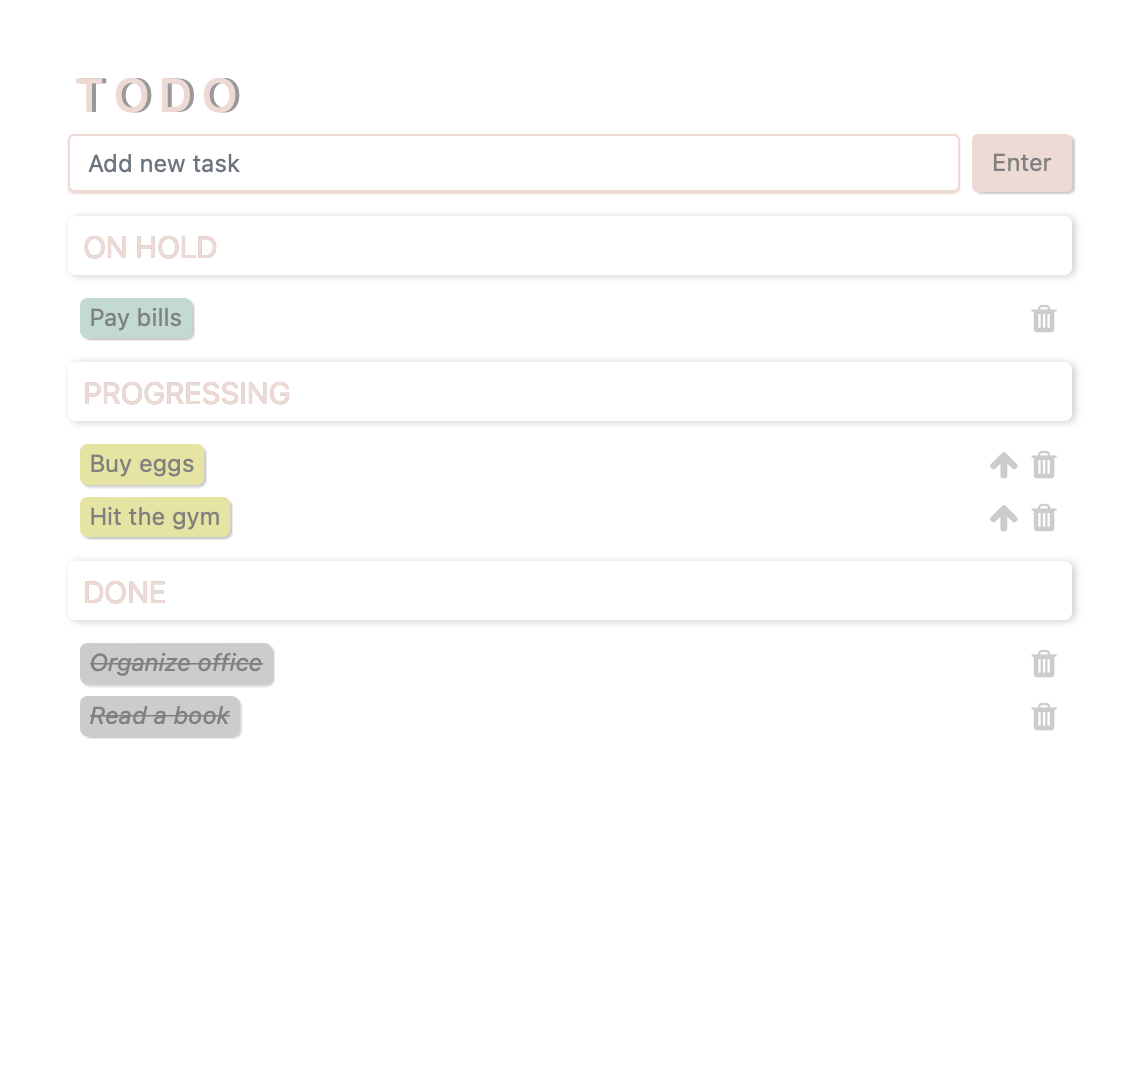 TODO
Add new task
Enter
ON HOLD
Pay bills
PROGRESSING
Buy eggs
Hit the gym
DONE
Organize office
Read a book